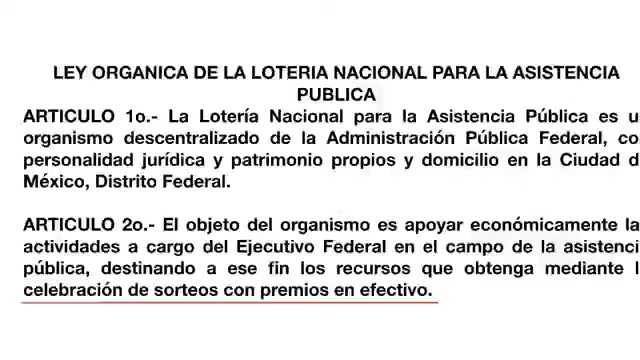 LEY ORGANICA DE LA LOTERIA NACIONAL PARA LA ASISTENCIA
PUBLICA
ARTICULO 1o.- La Lotería Nacional para la Asistencia Pública es u
organismo descentralizado de la Administración Pública Federal, co
personalidad jurídica y patrimonio propios y domicilio en la Ciudad d
México, Distrito Federal.
ARTICULO 2o.- El objeto del organismo es apoyar económicamente la
actividades a cargo del Ejecutivo Federal en el campo de la asistenci
pública, destinando a ese fin los recursos que obtenga mediante l
celebración de sorteos con premios en efectivo.